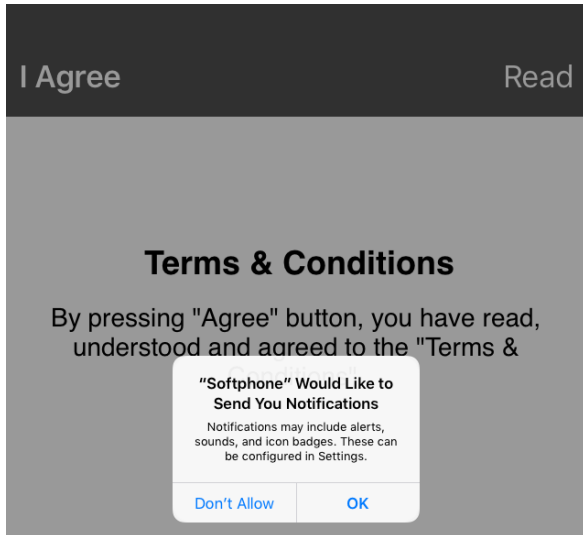 I Agree
Read
Terms & Conditions
By pressing "Agree" button, you have read,
understood and agreed to the "Terms &
Conditions"
“Softphone” Would Like to
Send You Notifications
Notifications may include alerts,
sounds, and icon badges. These can
be configured in Settings.
Don’t Allow
OK